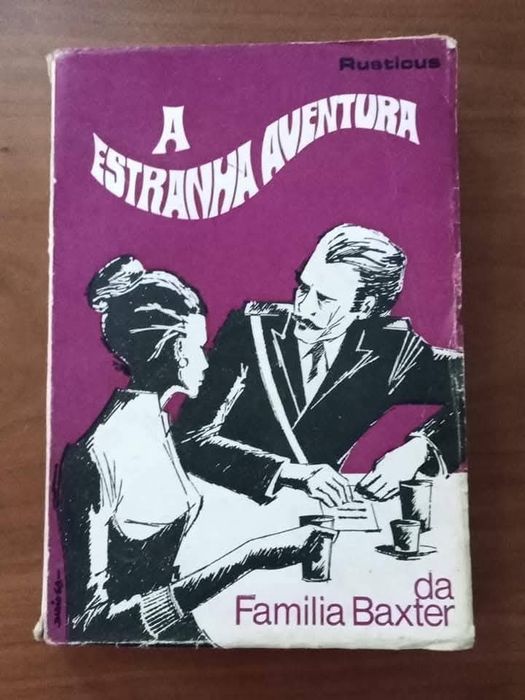 Rusticus
A
ESTRANHA AVENTURA
da
Familia Baxter